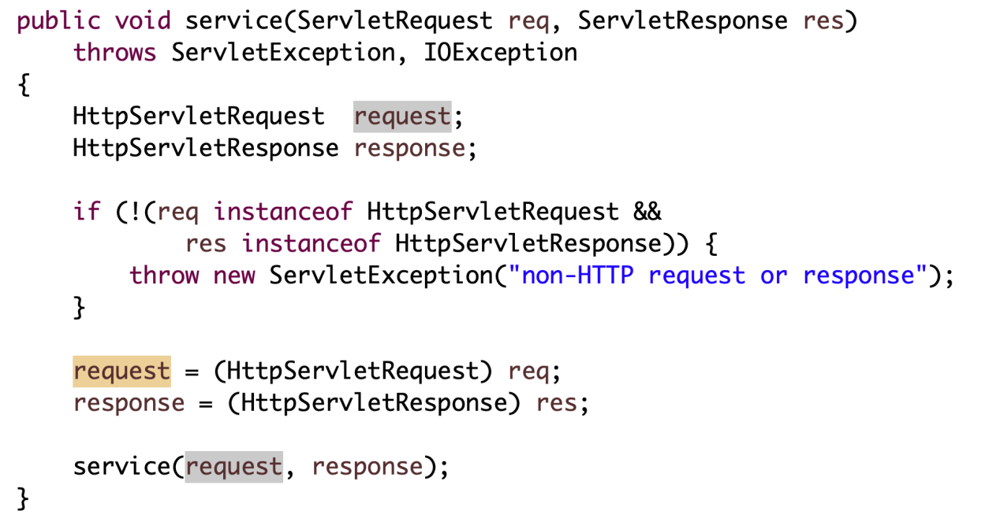 public void service(ServletRequest req, ServletResponse res)
    throws ServletException, IOException
{
    HttpServletRequest  request;
    HttpServletResponse response;

    if (!(req instanceof HttpServletRequest &&
            res instanceof HttpServletResponse)) {
        throw new ServletException("non-HTTP request or response");
    }

    request = (HttpServletRequest) req;
    response = (HttpServletResponse) res;

    service(request, response);
}